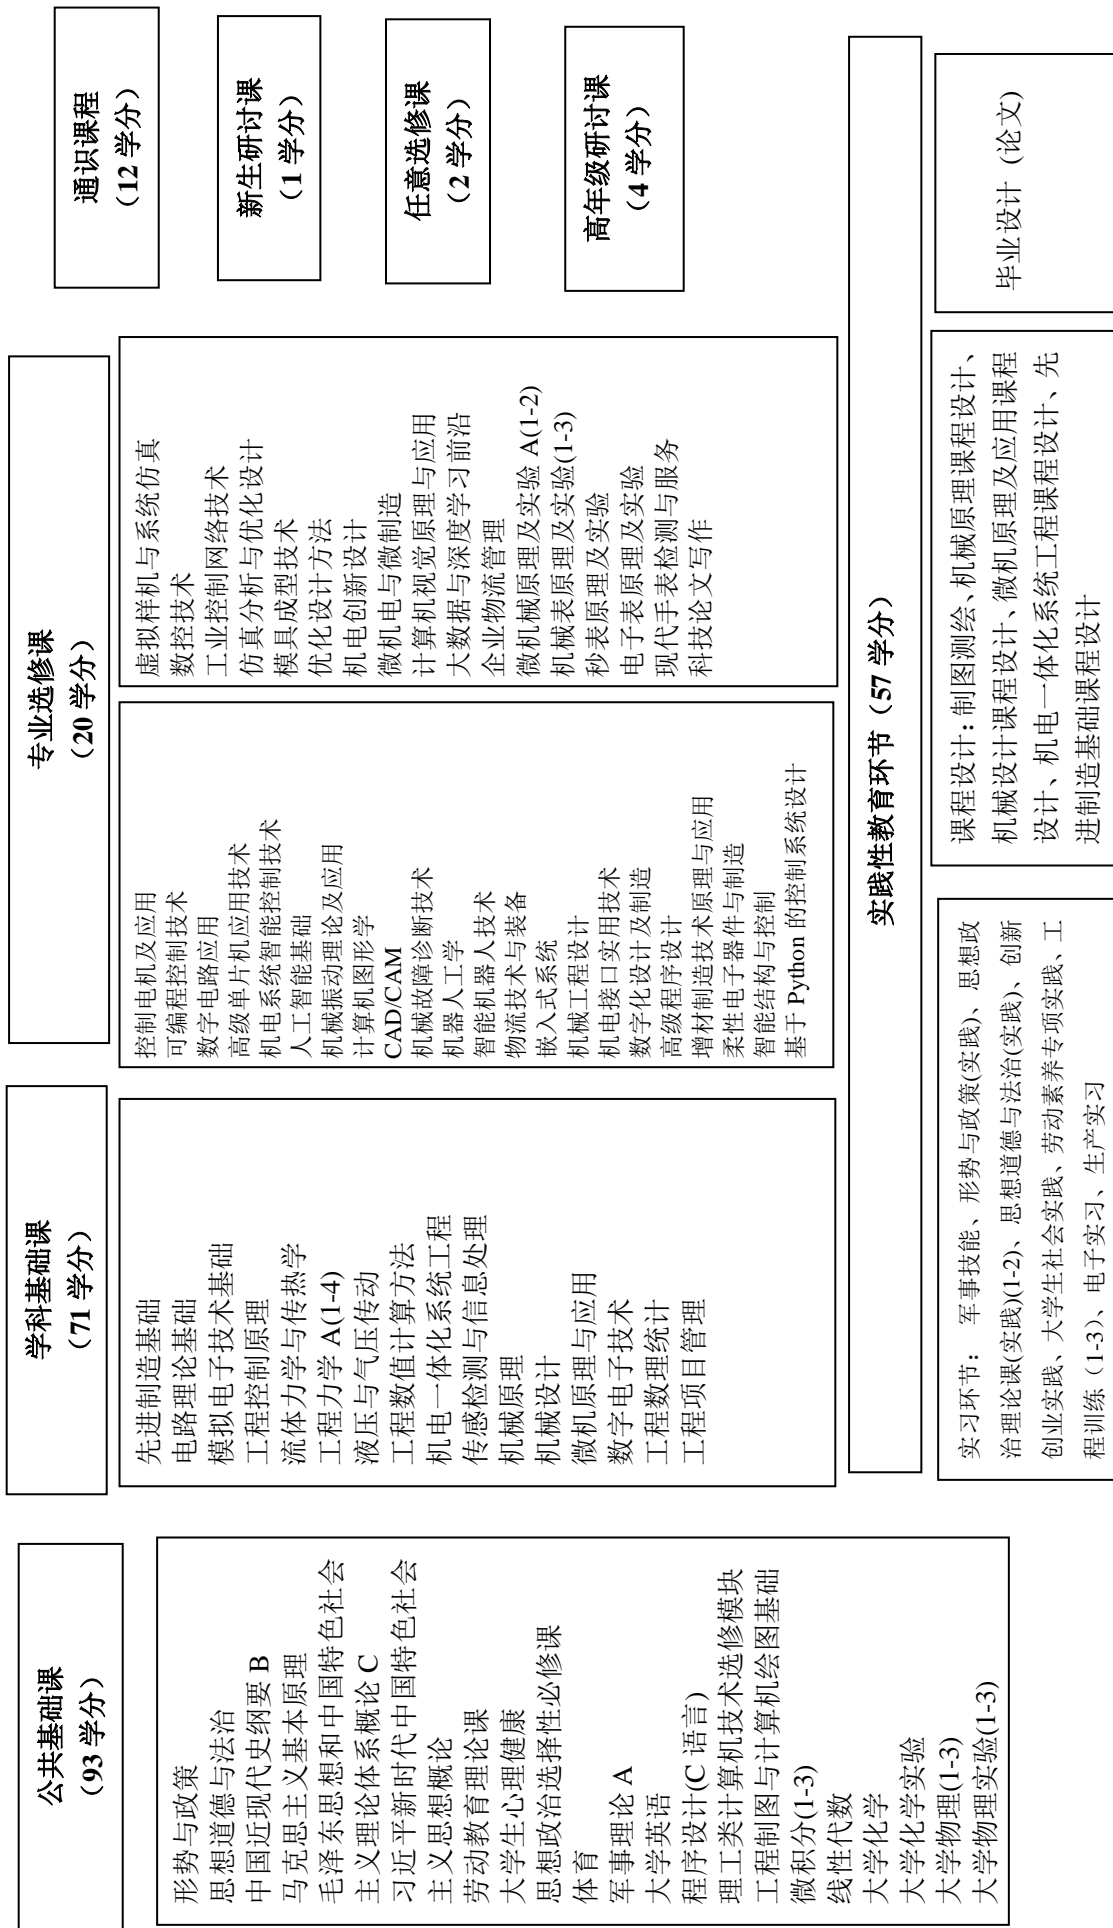 公共基础课
（93 学分）
形势与政策
思想道德与法治
中国近现代史纲要 B
马克思主义基本原理
毛泽东思想和中国特色社会
主义理论体系概论 C
习近平新时代中国特色社会
主义思想概论
劳动教育理论课
大学生心理健康
思想政治选择性必修课
体育
军事理论 A
大学英语
程序设计(C 语言)
理工类计算机技术选修模块
工程制图与计算机绘图基础
微积分(1-3)
线性代数
大学化学
大学化学实验
大学物理(1-3)
大学物理实验(1-3)
学科基础课
（71 学分）
先进制造基础
电路理论基础
模拟电子技术基础
工程控制原理
流体力学与传热学
工程力学 A(1-4)
液压与气压传动
工程数值计算方法
机电一体化系统工程
传感检测与信息处理
机械原理
机械设计
微机原理与应用
数字电子技术
工程数理统计
工程项目管理
专业选修课
（20 学分）
控制电机及应用
可编程控制技术
数字电路应用
高级单片机应用技术
机电系统智能控制技术
人工智能基础
机械振动理论及应用
计算机图形学
CAD/CAM
机械故障诊断技术
机器人工学
智能机器人技术
物流技术与装备
嵌入式系统
机械工程设计
机电接口实用技术
数字化设计及制造
高级程序设计
增材制造技术原理与应用
柔性电子器件与制造
智能结构与控制
基于 Python 的控制系统设计
虚拟样机与系统仿真
数控技术
工业控制网络技术
仿真分析与优化设计
模具成型技术
优化设计方法
机电创新设计
微机电与微制造
计算机视觉原理与应用
大数据与深度学习前沿
企业物流管理
微机械原理及实验 A(1-2)
机械表原理及实验(1-3)
秒表原理及实验
电子表原理及实验
现代手表检测与服务
科技论文写作
通识课程
（12 学分）
新生研讨课
（1 学分）
任意选修课
（2 学分）
高年级研讨课
（4 学分）
实践性教育环节（57 学分）
实习环节： 军事技能、形势与政策(实践)、思想政
治理论课(实践)(1-2)、思想道德与法治(实践)、创新
创业实践、大学生社会实践、劳动素养专项实践、工
程训练（1-3）、电子实习、生产实习
课程设计：制图测绘、机械原理课程设计、
机械设计课程设计、微机原理及应用课程
设计、机电一体化系统工程课程设计、先
进制造基础课程设计
毕业设计（论文）